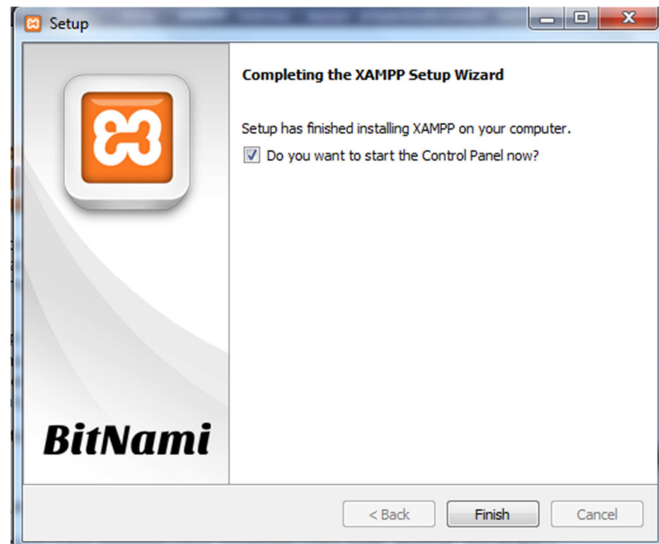 Setup
Completing the XAMPP Setup Wizard
Setup has finished installing XAMPP on your computer.
Do you want to start the Control Panel now?
BitNami
< Back
Finish
Cancel